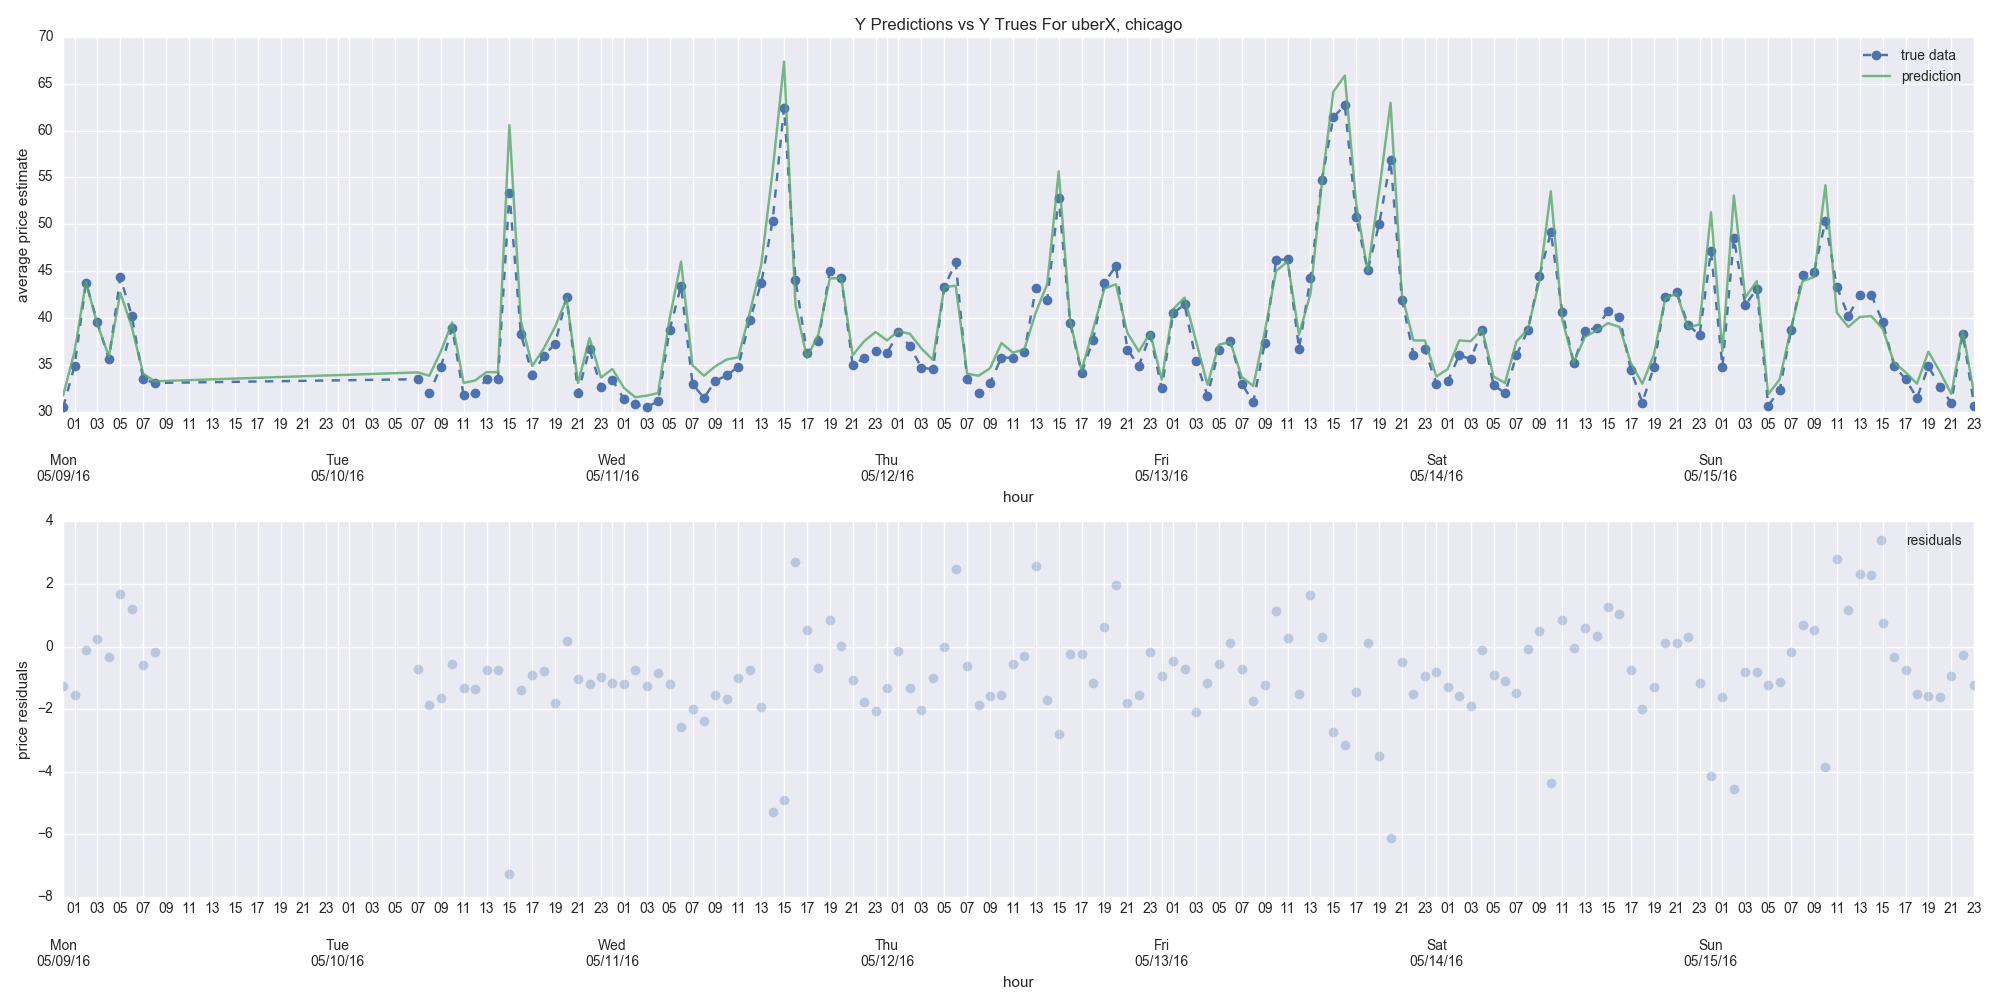 Y Predictions vs Y Trues For uberX, chicago
70
65
60
55
50
45
40
35
30
average price estimate
true data
prediction
01 03 05 07 09 11 13 15 17 19 21 23 01 03 05 07 09 11 13 15 17 19 21 23 01 03 05 07 09 11 13 15 17 19 21 23 01 03 05 07 09 11 13 15 17 19 21 23 01 03 05 07 09 11 13 15 17 19 21 23 01 03 05 07 09 11 13 15 17 19 21 23 01 03 05 07 09 11 13 15 17 19 21 23
Mon Tue Wed Thu Fri Sat Sun
05/09/16 05/10/16 05/11/16 05/12/16 05/13/16 05/14/16 05/15/16
hour
4
2
0
−2
−4
−6
−8
price residuals
residuals
01 03 05 07 09 11 13 15 17 19 21 23 01 03 05 07 09 11 13 15 17 19 21 23 01 03 05 07 09 11 13 15 17 19 21 23 01 03 05 07 09 11 13 15 17 19 21 23 01 03 05 07 09 11 13 15 17 19 21 23 01 03 05 07 09 11 13 15 17 19 21 23 01 03 05 07 09 11 13 15 17 19 21 23
Mon Tue Wed Thu Fri Sat Sun
05/09/16 05/10/16 05/11/16 05/12/16 05/13/16 05/14/16 05/15/16
hour